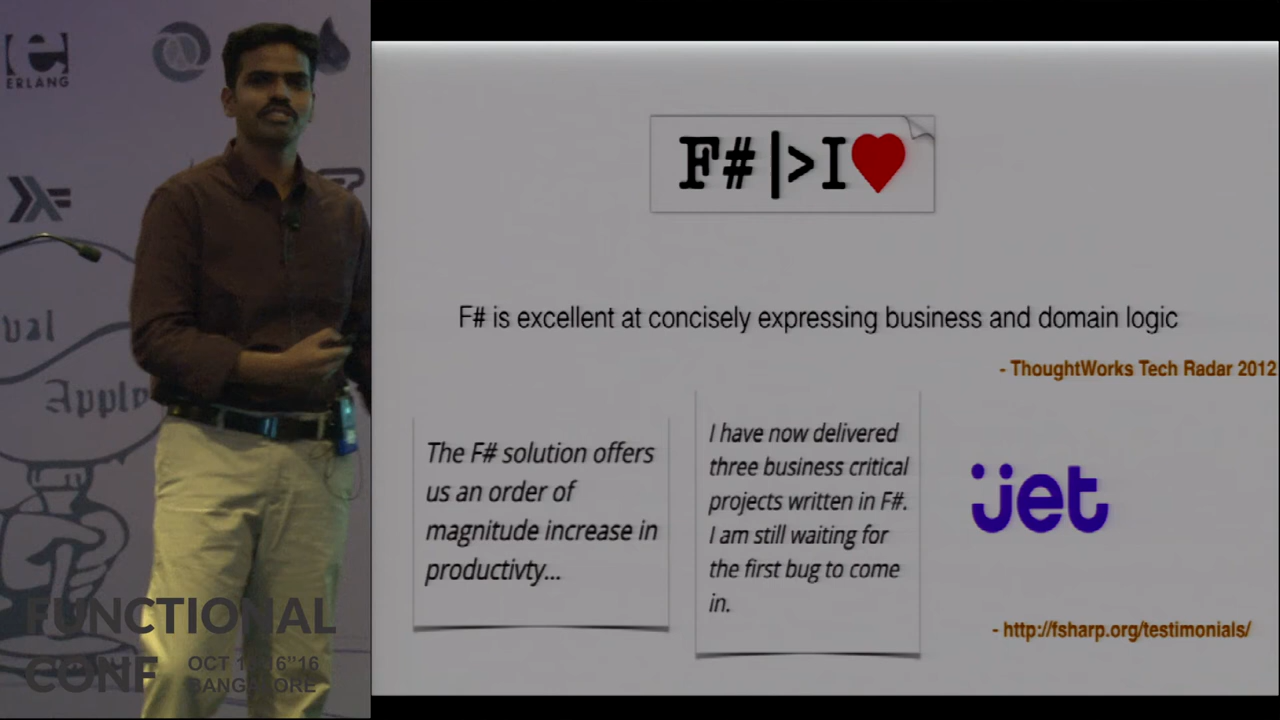 ERLANG
val
Apply
F# |> I
F# is excellent at concisely expressing business and domain logic
- ThoughtWorks Tech Radar 2012
The F# solution offers
us an order of
magnitude increase in
productivty...
I have now delivered
three business critical
projects written in F#.
I am still waiting for
the first bug to come
in.
jet
- http://fsharp.org/testimonials/
FUNCTIONAL
CONF